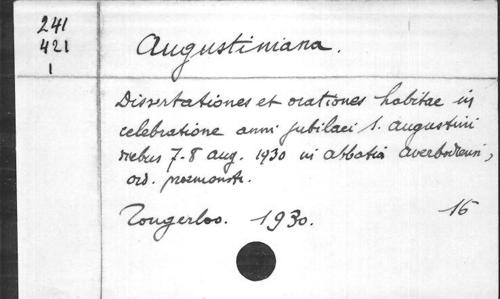 241
421
1
Augustiniana.
Dissertationes et orationes habitae in
celebratione anni jubilaei S. Augustini
diebus 7-8 aug. 1930 in abbatia averbodiensi,
ord. praemonstr.
Tongerloo. 1930.
16